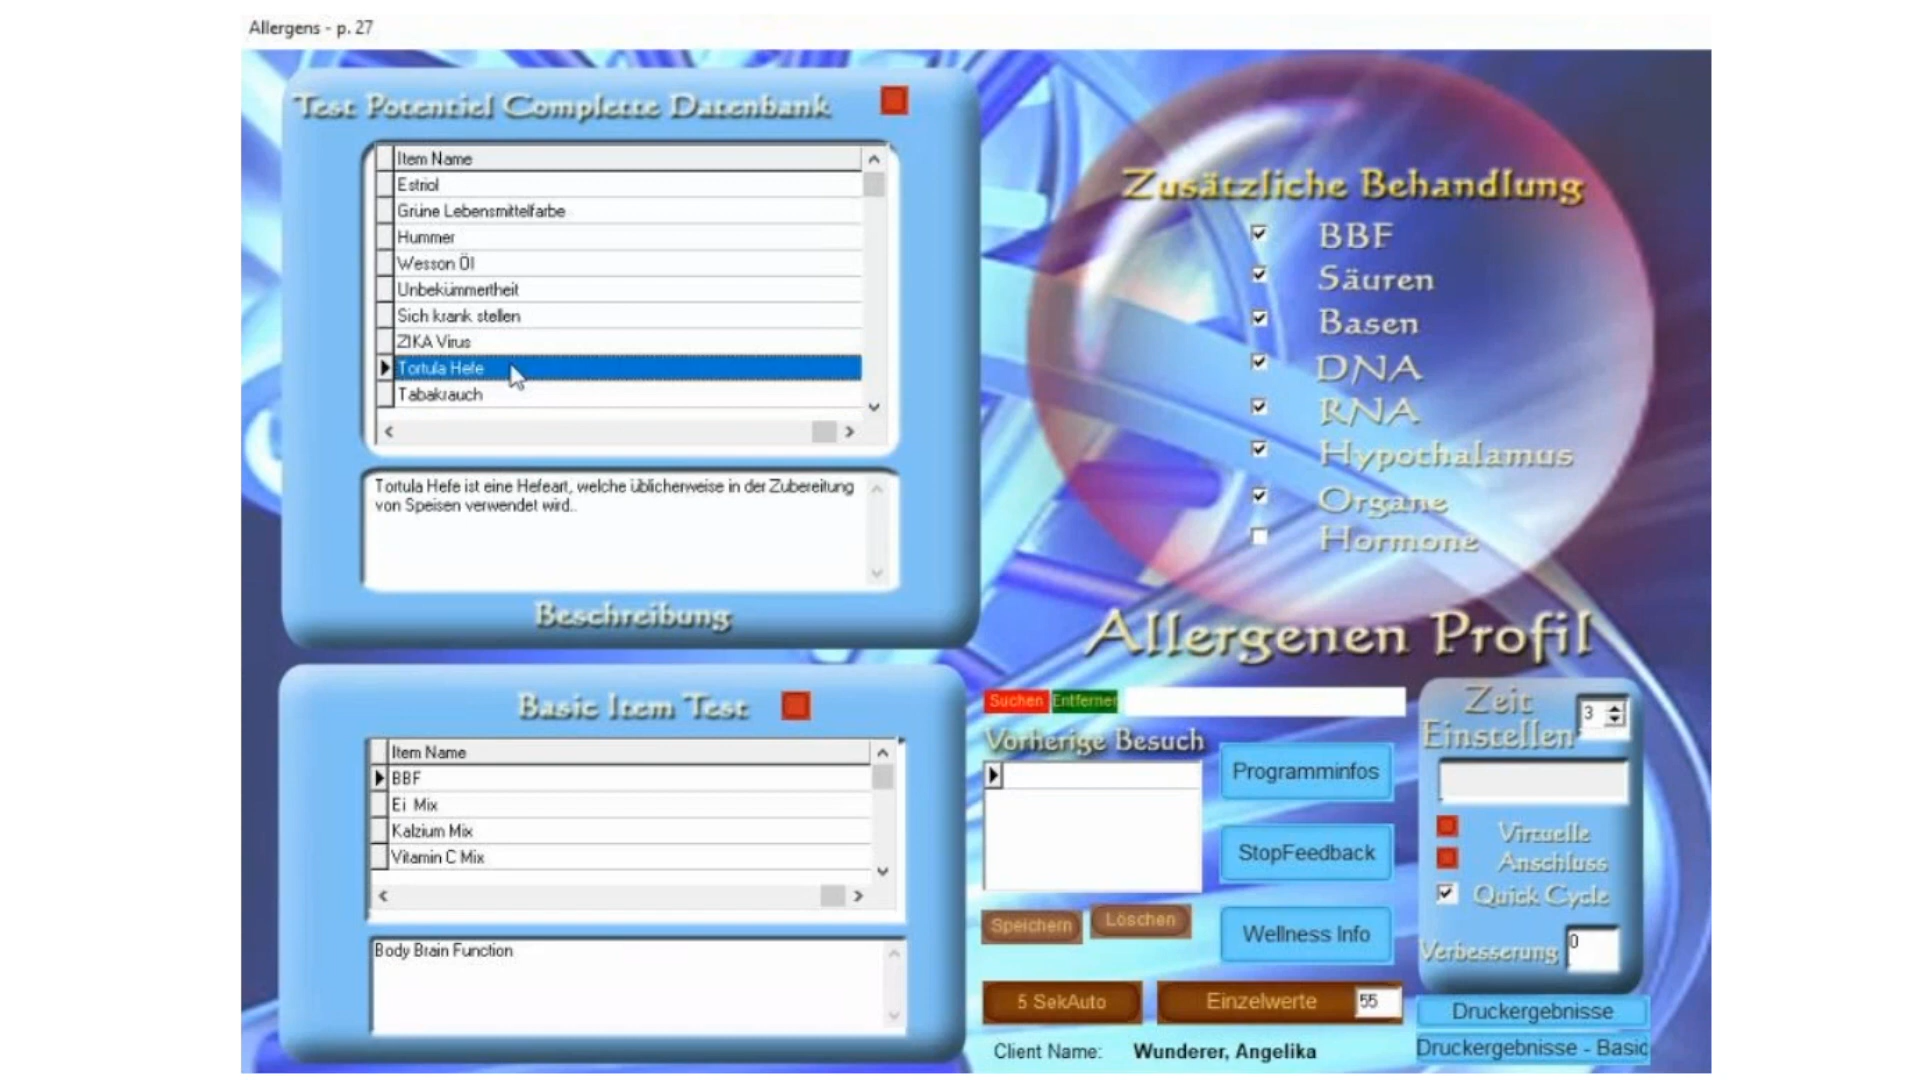 Allergens - p. 27
Test Potentiel Complette Datenbank
Item Name
Estriol
Grüne Lebensmittelfarbe
Hummer
Wesson Öl
Unbekümmertheit
Sich krank stellen
ZIKA Virus
Tortula Hefe
Tabakrauch
Tortula Hefe ist eine Hefeart, welche üblicherweise in der Zubereitung
von Speisen verwendet wird..
Beschreibung
Basic Item Test
Item Name
BBF
Ei Mix
Kalzium Mix
Vitamin C Mix
Body Brain Function
Zusätzliche Behandlung
BBF
Säuren
Basen
DNA
RNA
Hypothalamus
Organe
Hormone
Allergenen Profil
Suchen Entferner
Vorherige Besuch
Programminfos
StopFeedback
Speichern Löschen
Wellness Info
5 SekAuto
Einzelwerte 55
Client Name: Wunderer, Angelika
Zeit
Einstellen 3
Virtuelle
Anschluss
Quick Cycle
Verbesserung 0
Druckergebnisse
Druckergebnisse - Basic